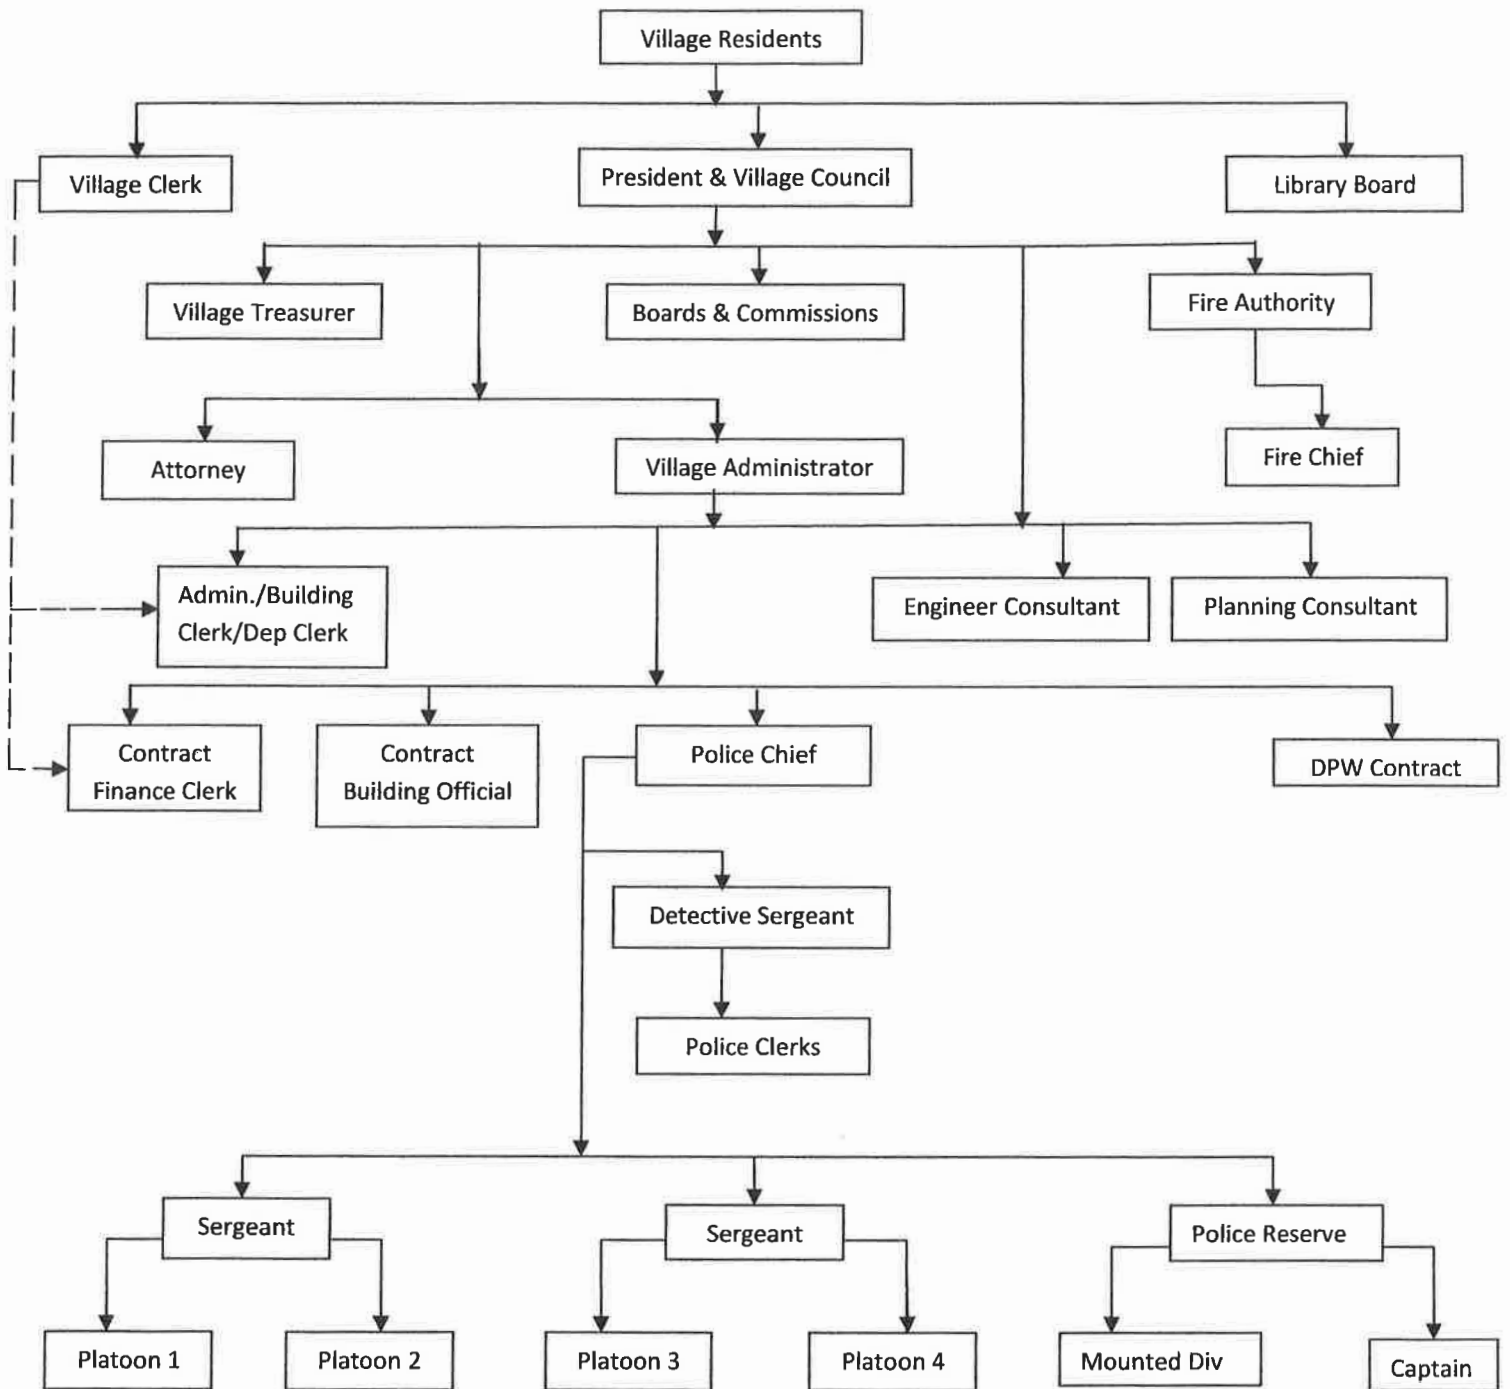 Village Residents
Village Clerk
President & Village Council
Library Board
Village Treasurer
Boards & Commissions
Fire Authority
Attorney
Village Administrator
Fire Chief
Admin./Building
Clerk/Dep Clerk
Engineer Consultant
Planning Consultant
Contract
Finance Clerk
Contract
Building Official
Police Chief
DPW Contract
Detective Sergeant
Police Clerks
Sergeant
Sergeant
Police Reserve
Platoon 1
Platoon 2
Platoon 3
Platoon 4
Mounted Div
Captain